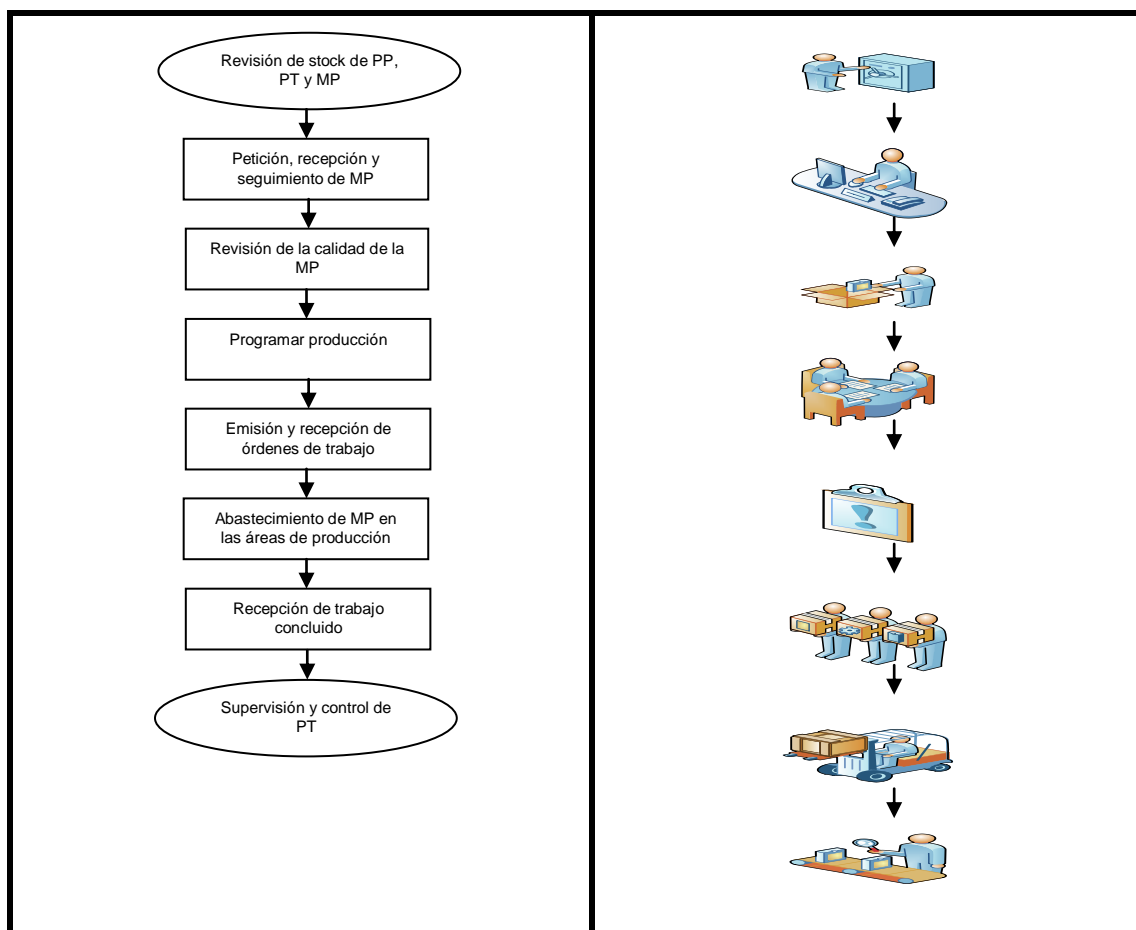 Revisión de stock de PP,
PT y MP
Petición, recepción y
seguimiento de MP
Revisión de la calidad de la
MP
Programar producción
Emisión y recepción de
órdenes de trabajo
Abastecimiento de MP en
las áreas de producción
Recepción de trabajo
concluido
Supervisión y control de
PT